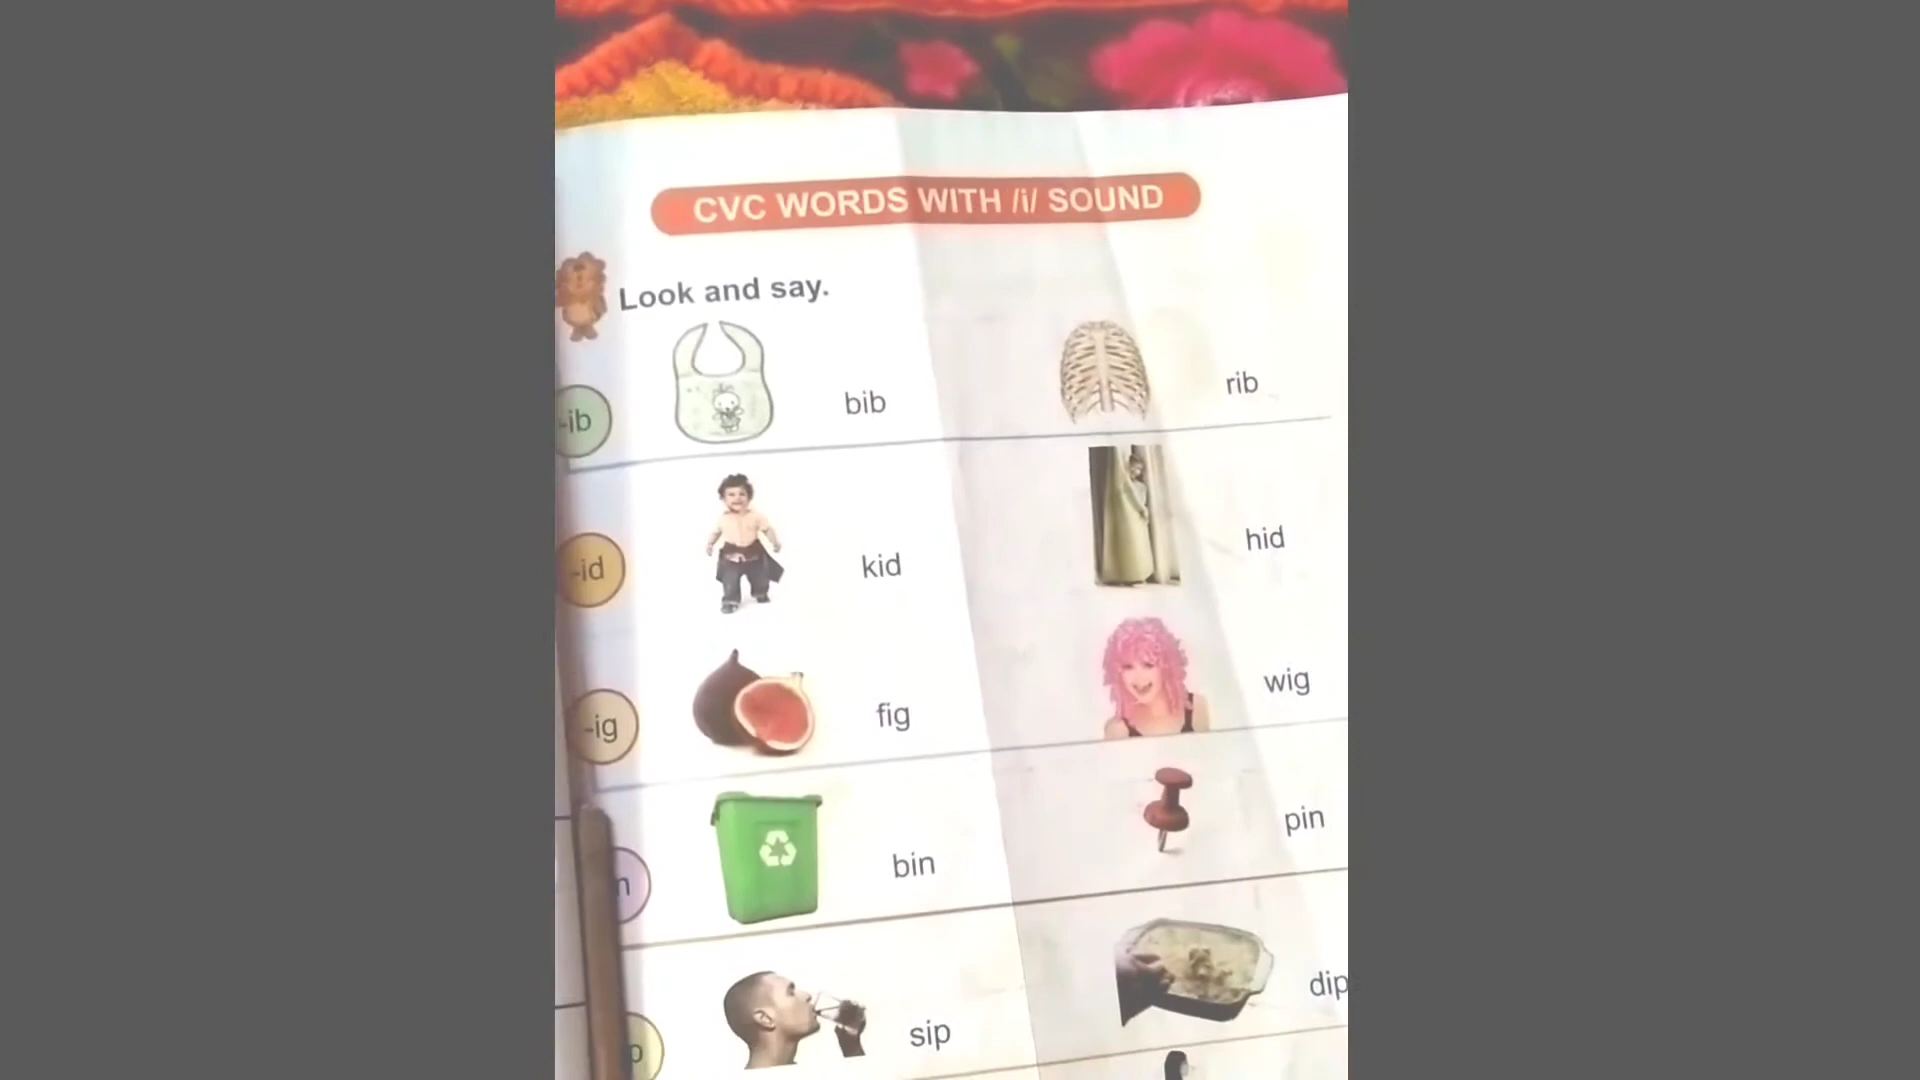 CVC WORDS WITH /i/ SOUND
Look and say.
-ib bib rib
-id kid hid
-ig fig wig
n bin pin
p sip dip